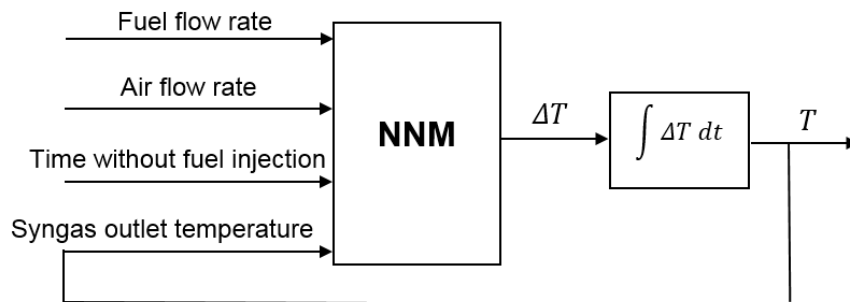 Fuel flow rate
Air flow rate
Time without fuel injection
Syngas outlet temperature
NNM
ΔT
∫ ΔT dt
T